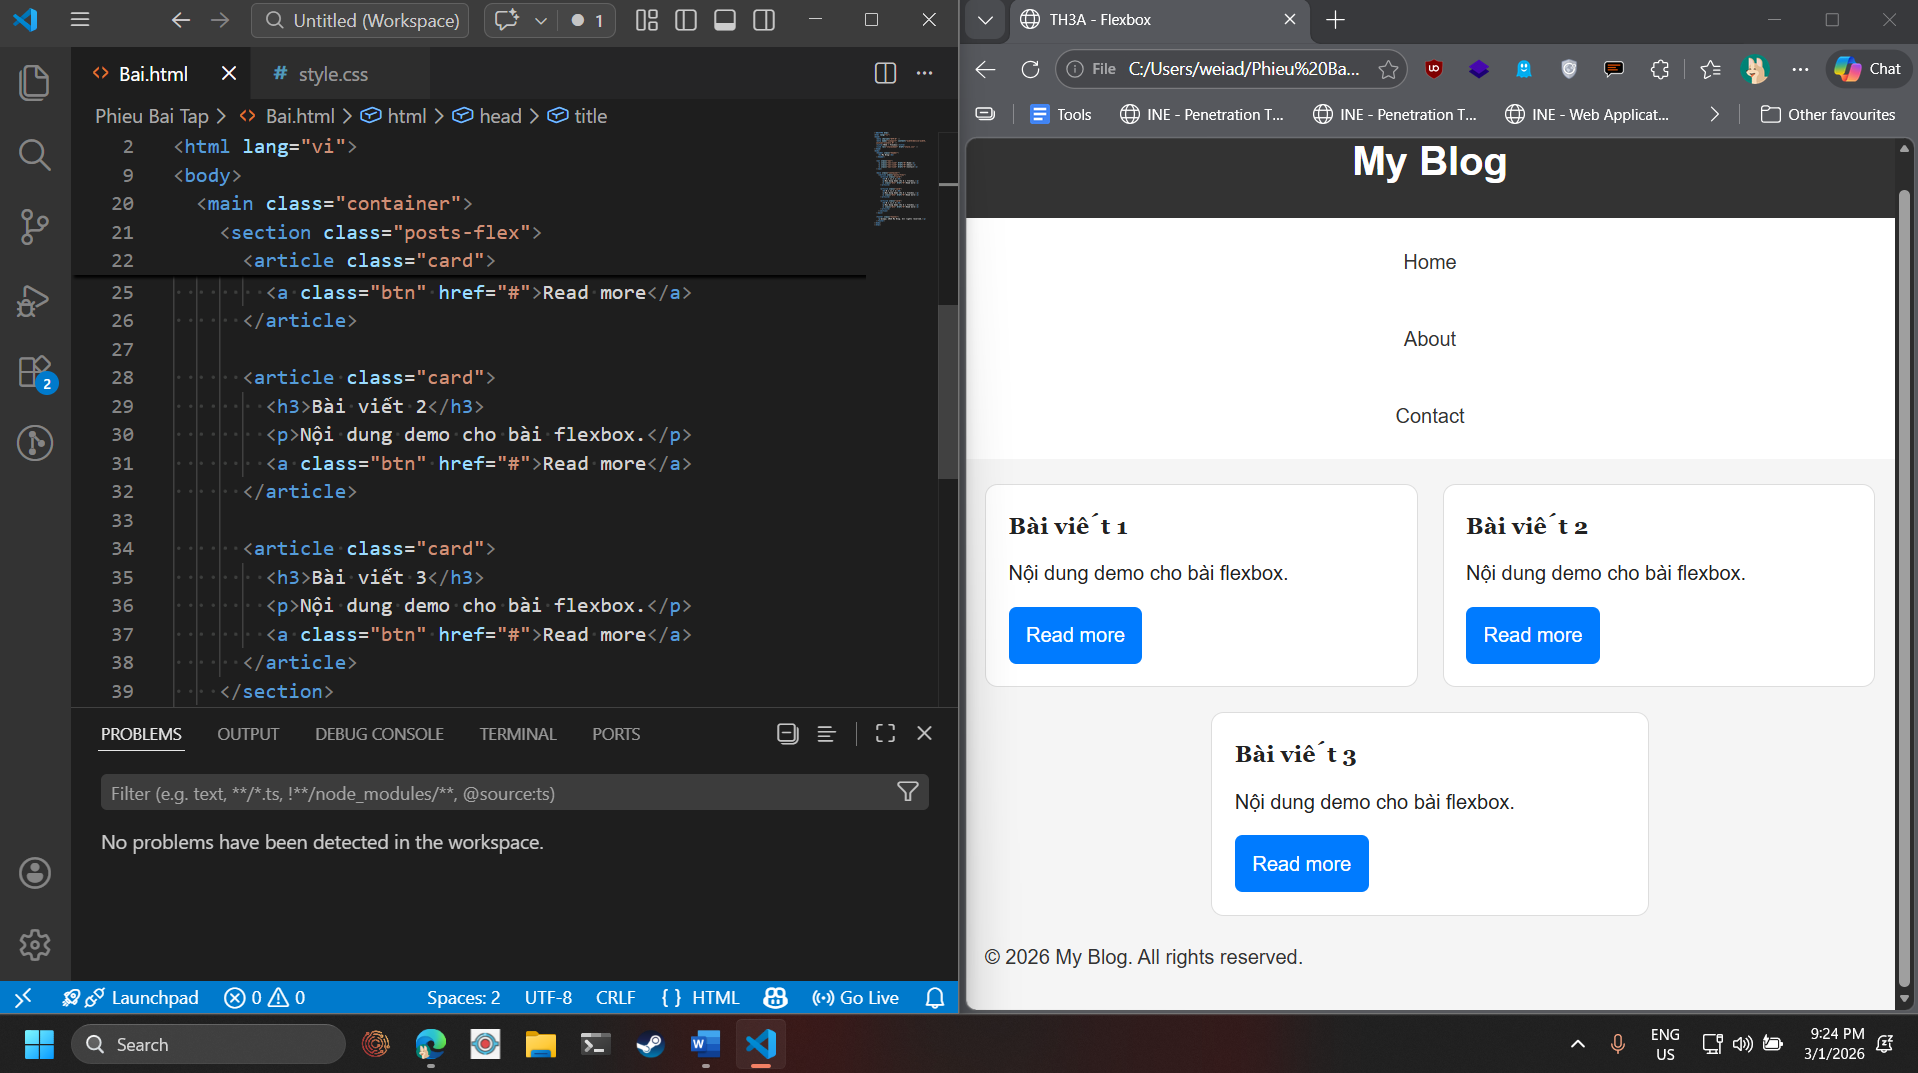 Untitled (Workspace)
1
Bai.html
# style.css
Phieu Bai Tap > Bai.html > html > head > title
2 <html lang="vi">
9 <body>
20 <main class="container">
21 <section class="posts-flex">
22 <article class="card">
25 <a class="btn" href="#">Read more</a>
26 </article>
27
28 <article class="card">
29 <h3>Bài viết 2</h3>
30 <p>Nội dung demo cho bài flexbox.</p>
31 <a class="btn" href="#">Read more</a>
32 </article>
33
34 <article class="card">
35 <h3>Bài viết 3</h3>
36 <p>Nội dung demo cho bài flexbox.</p>
37 <a class="btn" href="#">Read more</a>
38 </article>
39 </section>
2
PROBLEMS OUTPUT DEBUG CONSOLE TERMINAL PORTS
Filter (e.g. text, **/*.ts, !**/node_modules/**, @source:ts)
No problems have been detected in the workspace.
Launchpad 0 0 Spaces: 2 UTF-8 CRLF { } HTML Go Live
TH3A - Flexbox
File C:/Users/weiad/Phieu%20Ba...
Chat
Tools INE - Penetration T... INE - Penetration T... INE - Web Applicat... Other favourites
My Blog
Home
About
Contact
Bài viết 1
Nội dung demo cho bài flexbox.
Read more
Bài viết 2
Nội dung demo cho bài flexbox.
Read more
Bài viết 3
Nội dung demo cho bài flexbox.
Read more
© 2026 My Blog. All rights reserved.
Search
ENG
US
9:24 PM
3/1/2026